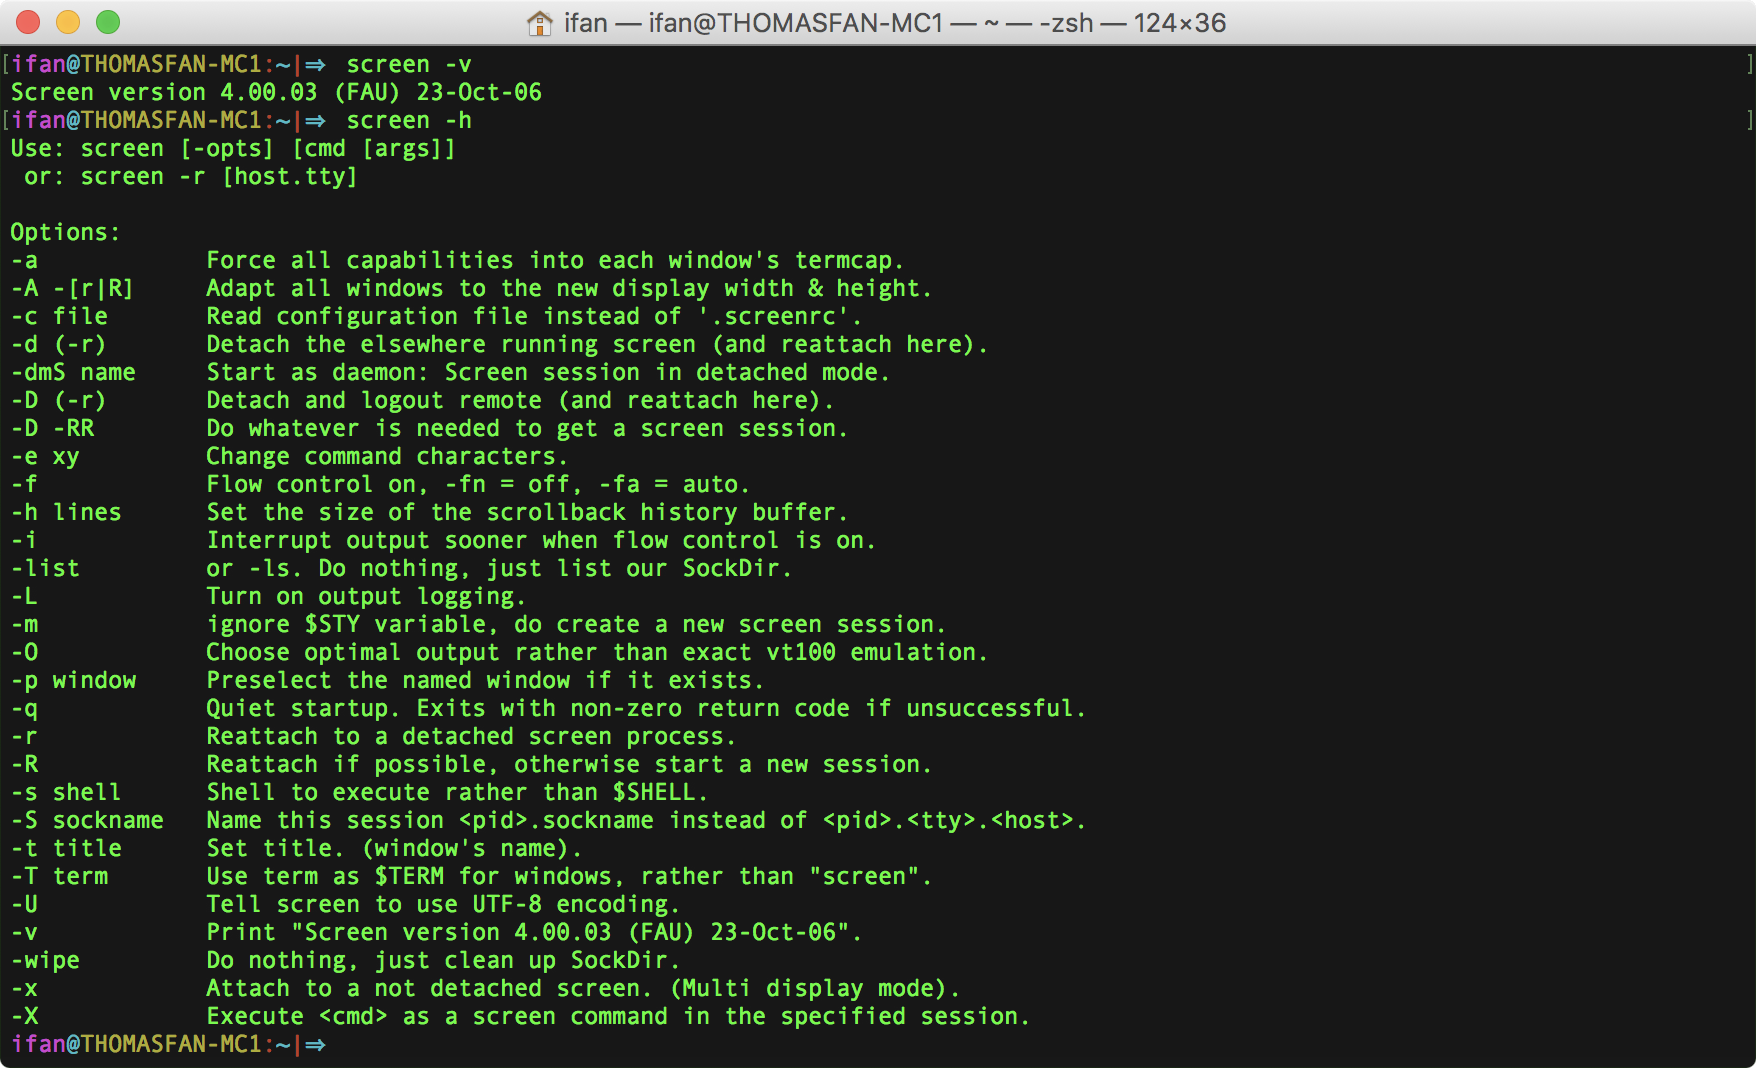 ifan — ifan@THOMASFAN-MC1 — ~ — -zsh — 124×36
[ifan@THOMASFAN-MC1:~|⇒  screen -v ]
Screen version 4.00.03 (FAU) 23-Oct-06
[ifan@THOMASFAN-MC1:~|⇒  screen -h ]
Use: screen [-opts] [cmd [args]]
 or: screen -r [host.tty]

Options:
-a            Force all capabilities into each window's termcap.
-A -[r|R]     Adapt all windows to the new display width & height.
-c file       Read configuration file instead of '.screenrc'.
-d (-r)       Detach the elsewhere running screen (and reattach here).
-dmS name     Start as daemon: Screen session in detached mode.
-D (-r)       Detach and logout remote (and reattach here).
-D -RR        Do whatever is needed to get a screen session.
-e xy         Change command characters.
-f            Flow control on, -fn = off, -fa = auto.
-h lines      Set the size of the scrollback history buffer.
-i            Interrupt output sooner when flow control is on.
-list         or -ls. Do nothing, just list our SockDir.
-L            Turn on output logging.
-m            ignore $STY variable, do create a new screen session.
-O            Choose optimal output rather than exact vt100 emulation.
-p window     Preselect the named window if it exists.
-q            Quiet startup. Exits with non-zero return code if unsuccessful.
-r            Reattach to a detached screen process.
-R            Reattach if possible, otherwise start a new session.
-s shell      Shell to execute rather than $SHELL.
-S sockname   Name this session <pid>.sockname instead of <pid>.<tty>.<host>.
-t title      Set title. (window's name).
-T term       Use term as $TERM for windows, rather than "screen".
-U            Tell screen to use UTF-8 encoding.
-v            Print "Screen version 4.00.03 (FAU) 23-Oct-06".
-wipe         Do nothing, just clean up SockDir.
-x            Attach to a not detached screen. (Multi display mode).
-X            Execute <cmd> as a screen command in the specified session.
ifan@THOMASFAN-MC1:~|⇒